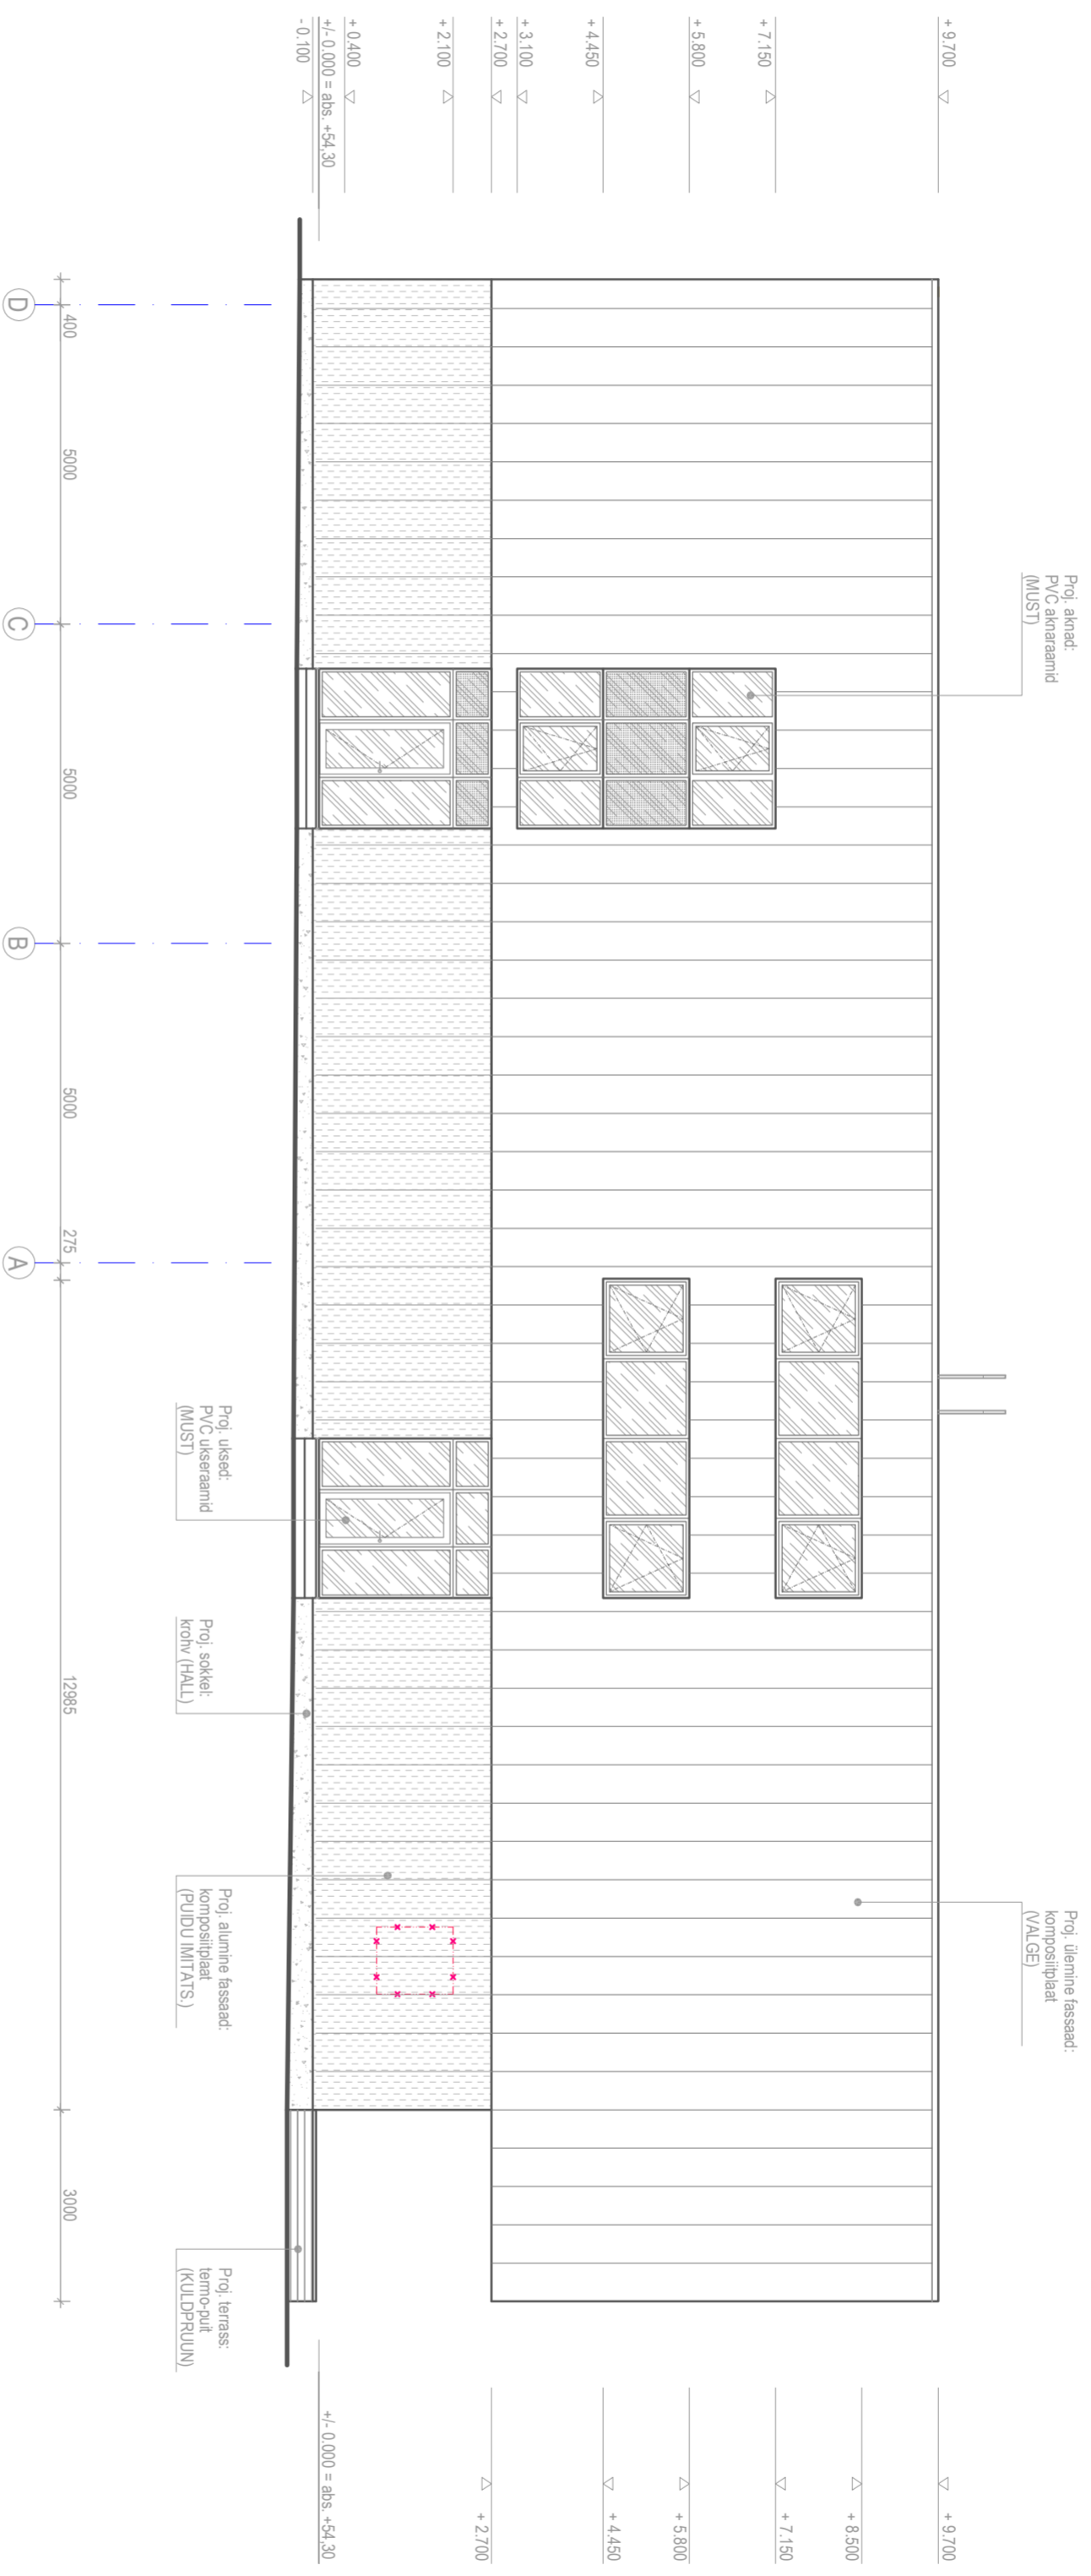 + 9.700
+ 7.150
+ 5.800
+ 4.450
+ 3.100
+ 2.700
+ 2.100
+ 0.400
+/- 0.000 = abs. +54,30
- 0.100
Proj. aknad:
PVC aknaraamid
(MUST)
Proj. ülemine fassaad:
komposiitplaat
(VALGE)
+ 9.700
+ 8.500
+ 7.150
+ 5.800
+ 4.450
+ 2.700
+/- 0.000 = abs. +54,30
Proj. uksed:
PVC ukseraamid
(MUST)
Proj. sokkel:
krohv (HALL)
Proj. alumine fassaad:
komposiitplaat
(PUIDU IMITATS.)
Proj. terrass:
termo-puit
(KULDPRUUN)
400
5000
5000
5000
275
12985
3000
D
C
B
A